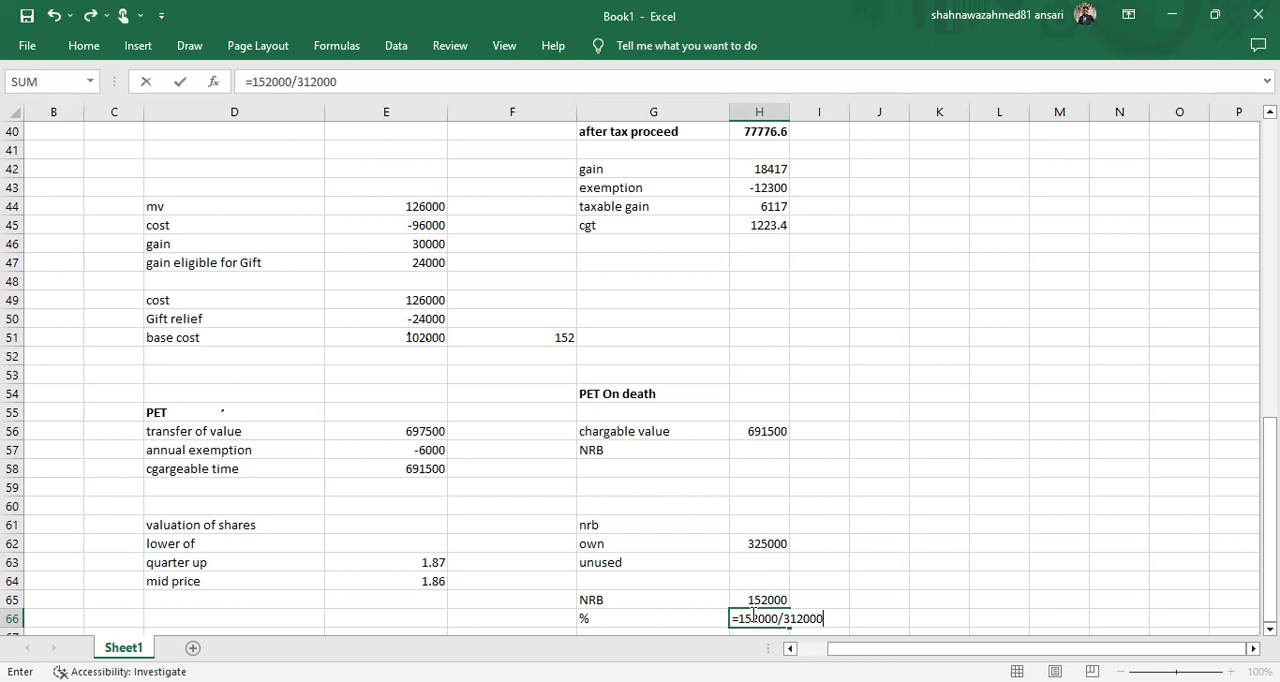 Book1 - Excel
shahnawazahmed81 ansari
File Home Insert Draw Page Layout Formulas Data Review View Help Tell me what you want to do
SUM =152000/312000
B C D E F G H I J K L M N O P
40 after tax proceed 77776.6
41
42 gain 18417
43 exemption -12300
44 mv 126000 taxable gain 6117
45 cost -96000 cgt 1223.4
46 gain 30000
47 gain eligible for Gift 24000
48
49 cost 126000
50 Gift relief -24000
51 base cost 102000 152
52
53
54 PET On death
55 PET
56 transfer of value 697500 chargable value 691500
57 annual exemption -6000 NRB
58 cgargeable time 691500
59
60
61 valuation of shares nrb
62 lower of own 325000
63 quarter up 1.87 unused
64 mid price 1.86
65 NRB 152000
66 % =152000/312000
Sheet1
Enter Accessibility: Investigate 100%